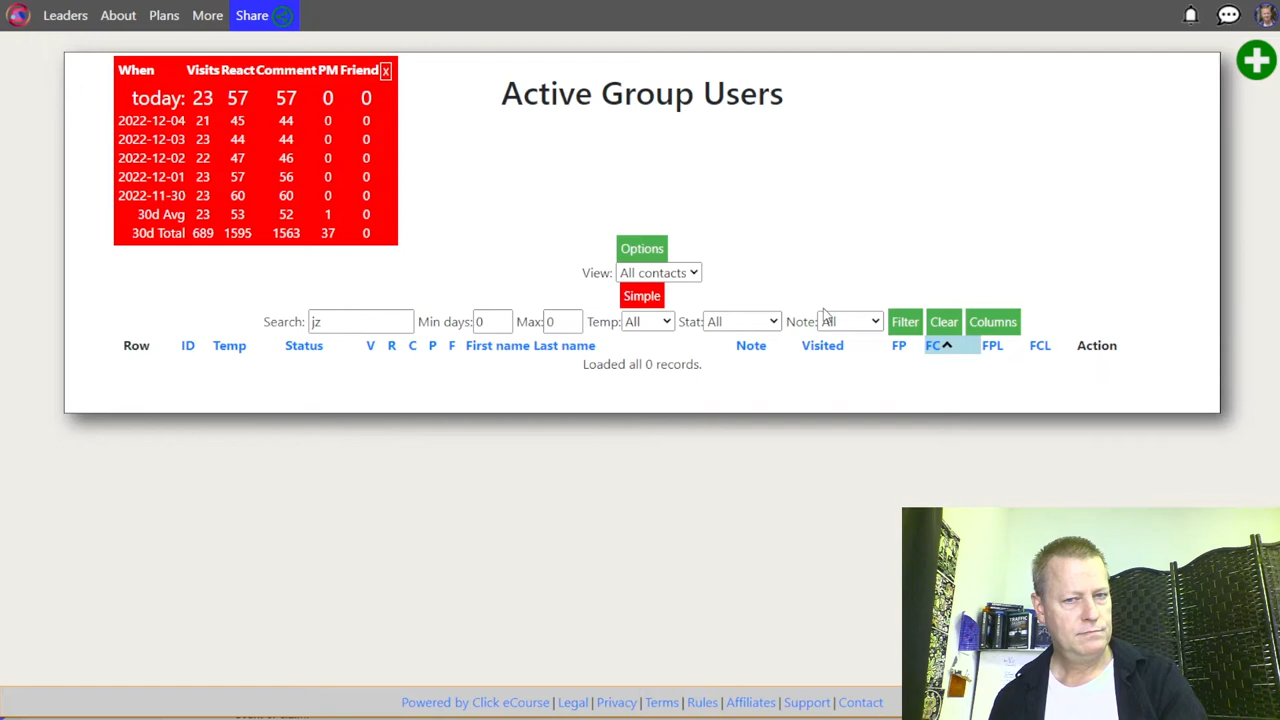 Leaders About Plans More Share
When Visits React Comment PM Friend x
today: 23 57 57 0 0
2022-12-04 21 45 44 0 0
2022-12-03 23 44 44 0 0
2022-12-02 22 47 46 0 0
2022-12-01 23 57 56 0 0
2022-11-30 23 60 60 0 0
30d Avg 23 53 52 1 0
30d Total 689 1595 1563 37 0
Active Group Users
Options
View: All contacts
Simple
Search: jz Min days: 0 Max: 0 Temp: All Stat: All Note: All Filter Clear Columns
Row ID Temp Status V R C P F First name Last name Note Visited FP FC FPL FCL Action
Loaded all 0 records.
TRAFFIC
Powered by Click eCourse | Legal | Privacy | Terms | Rules | Affiliates | Support | Contact